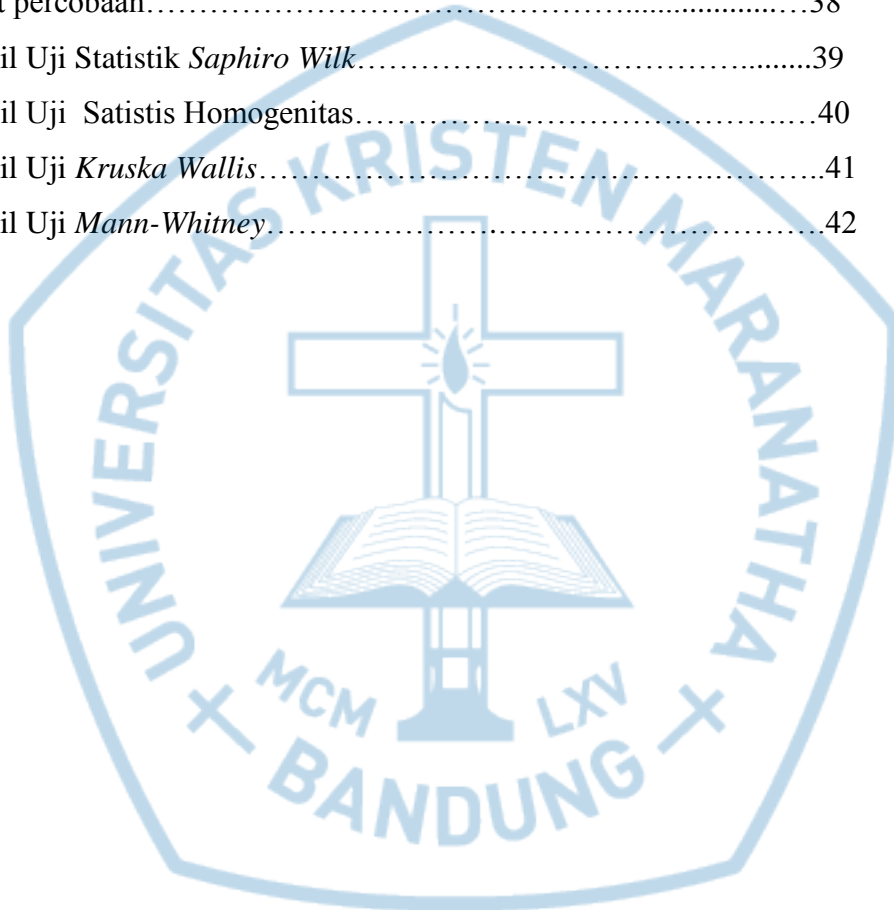 t percobaan……………………………………………......................…38
il Uji Statistik Saphiro Wilk……………………………………..........39
il Uji  Satistis Homogenitas………………………………….…………..…40
il Uji Kruska Wallis……………………………………………….………..41
il Uji Mann-Whitney…………………….………………………………42
UNIVERSITAS KRISTEN MARANATHA
MCM LXV
BANDUNG